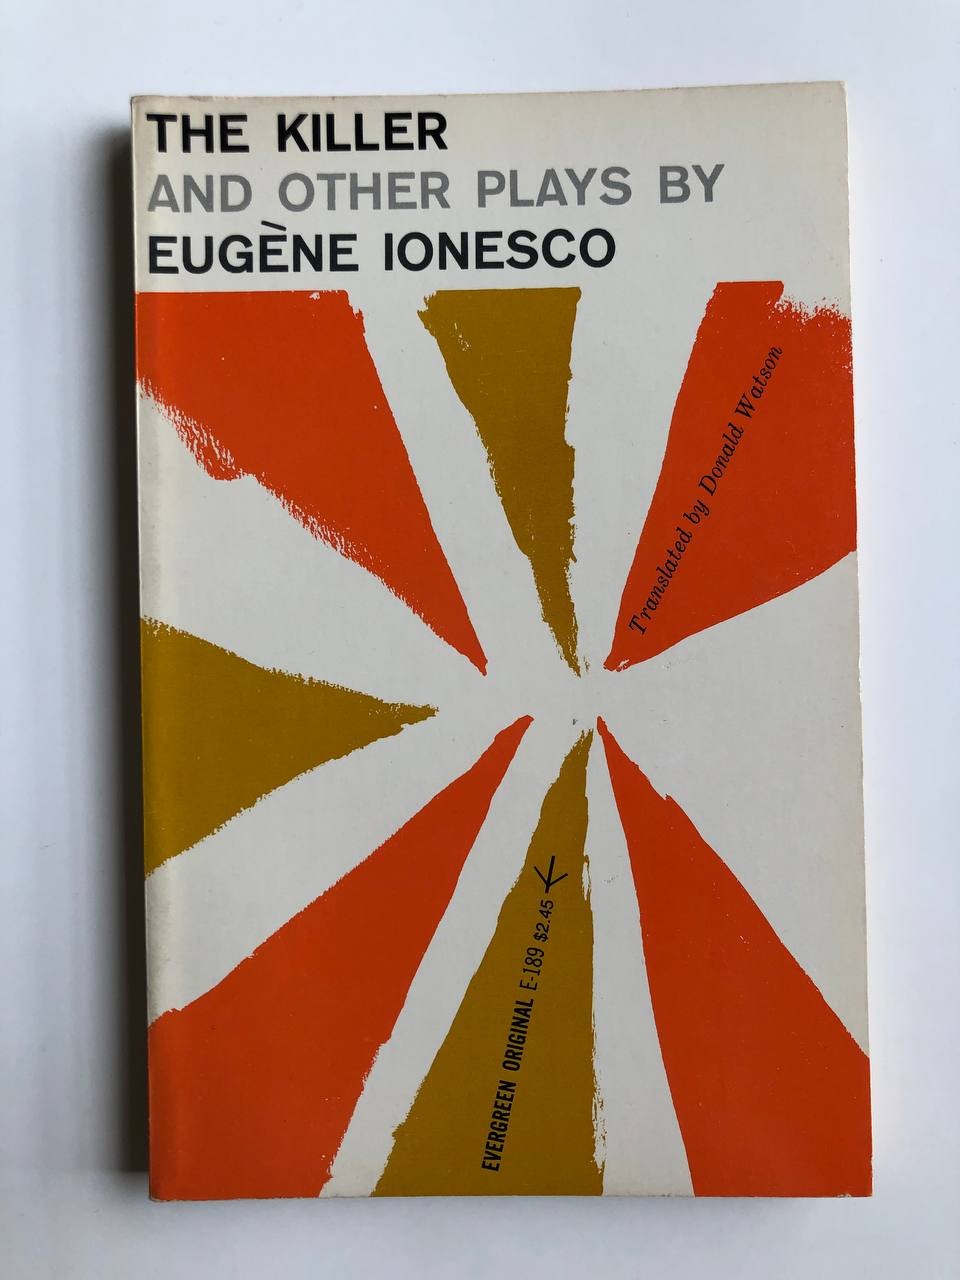 THE KILLER
AND OTHER PLAYS BY
EUGÈNE IONESCO
Translated by Donald Watson
EVERGREEN ORIGINAL E-189 $2.45